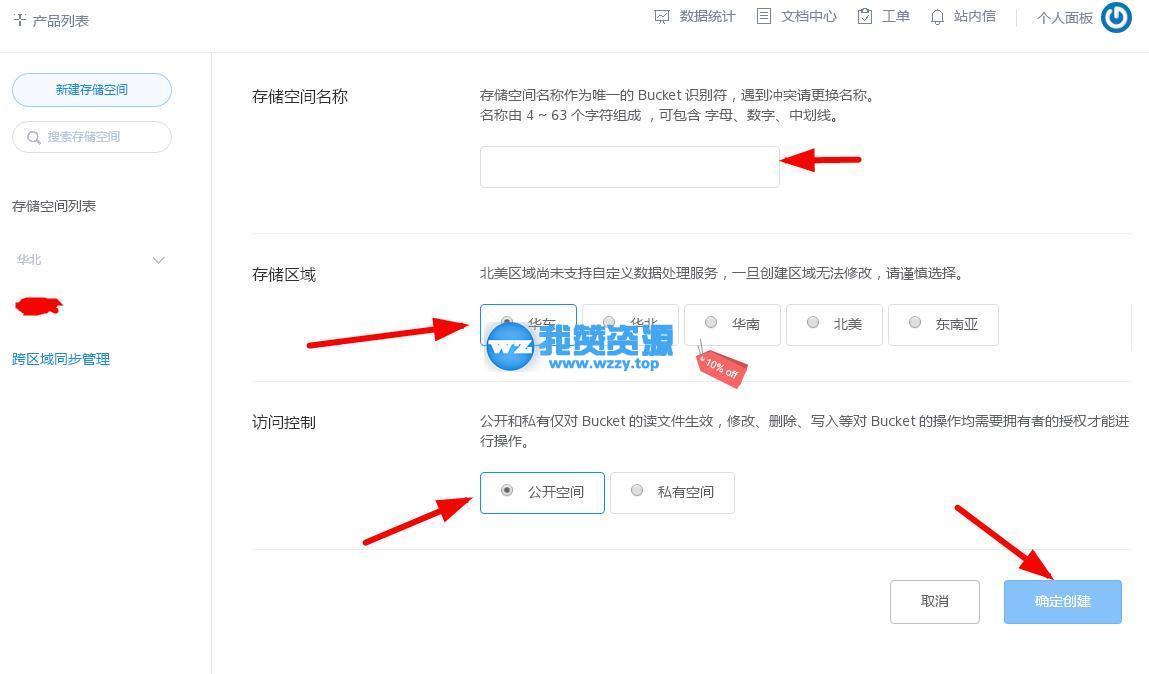 产品列表
数据统计
文档中心
工单
站内信
个人面板
新建存储空间
搜索存储空间
存储空间列表
华北
跨区域同步管理
存储空间名称
存储空间名称作为唯一的 Bucket 识别符，遇到冲突请更换名称。
名称由 4 ~ 63 个字符组成 ，可包含 字母、数字、中划线。
存储区域
北美区域尚未支持自定义数据处理服务，一旦创建区域无法修改，请谨慎选择。
华东
华北
华南
北美
东南亚
WZ
我赞资源
www.wzzy.top
10% off
访问控制
公开和私有仅对 Bucket 的读文件生效，修改、删除、写入等对 Bucket 的操作均需要拥有者的授权才能进
行操作。
公开空间
私有空间
取消
确定创建